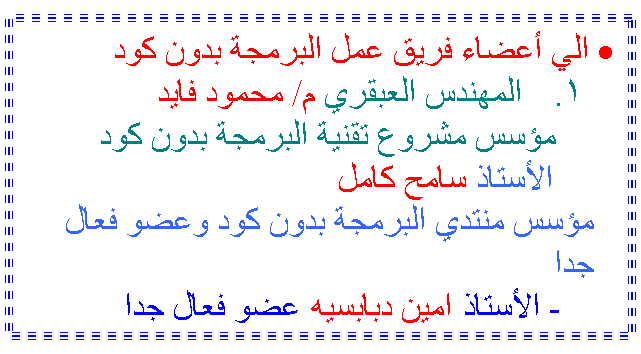 • الي أعضاء فريق عمل البرمجة بدون كود
١. المهندس العبقري م/ محمود فايد
مؤسس مشروع تقنية البرمجة بدون كود
الأستاذ سامح كامل
مؤسس منتدي البرمجة بدون كود وعضو فعال
جدا
- الأستاذ امين دبابسيه عضو فعال جدا